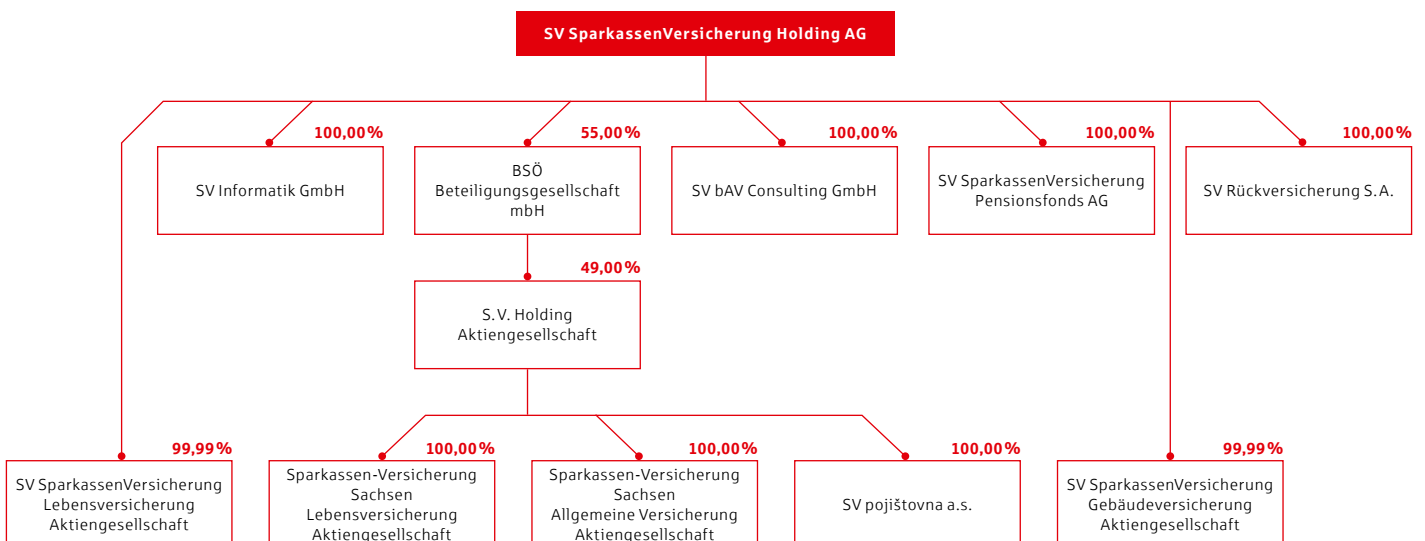 SV SparkassenVersicherung Holding AG
100,00%
55,00%
100,00%
100,00%
100,00%
SV Informatik GmbH
BSÖ
Beteiligungsgesellschaft
mbH
SV bAV Consulting GmbH
SV SparkassenVersicherung
Pensionsfonds AG
SV Rückversicherung S.A.
49,00%
S.V. Holding
Aktiengesellschaft
99,99%
100,00%
100,00%
100,00%
99,99%
SV SparkassenVersicherung
Lebensversicherung
Aktiengesellschaft
Sparkassen-Versicherung
Sachsen
Lebensversicherung
Aktiengesellschaft
Sparkassen-Versicherung
Sachsen
Allgemeine Versicherung
Aktiengesellschaft
SV pojištovna a.s.
SV SparkassenVersicherung
Gebäudeversicherung
Aktiengesellschaft